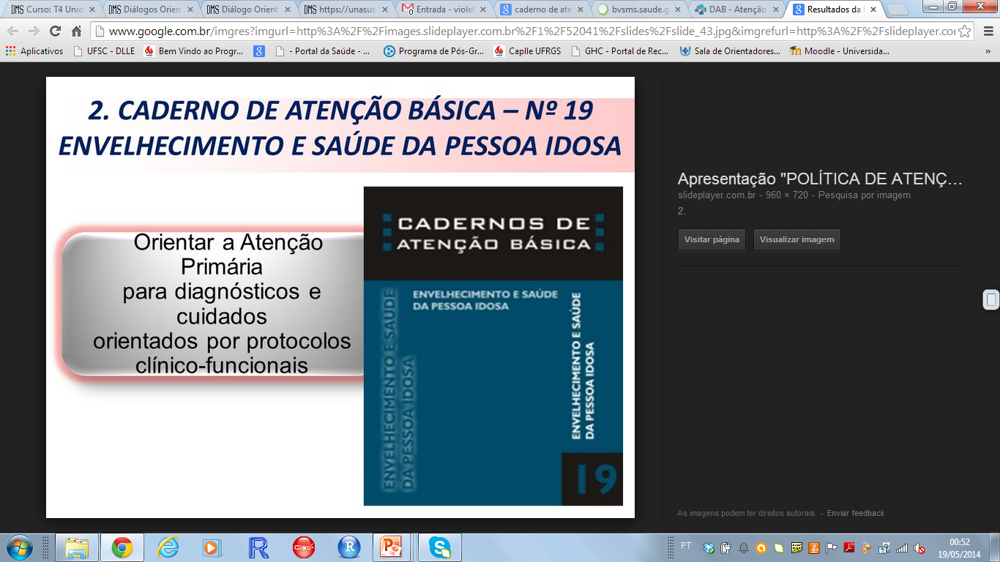 DMS Curso: T4 Unid
DMS Diálogos Orien
DMS Diálogo Orient
DMS https://unasus
Entrada - viole
caderno de ate
bvsms.saude.g
DAB - Atenção
Resultados da
www.google.com.br/imgres?imgurl=http%3A%2F%2Fimages.slideplayer.com.br%2F1%2F52041%2Fslides%2Fslide_43.jpg&imgrefurl=http%3A%2F%2Fslideplayer.co
Aplicativos
UFSC - DLLE
Bem Vindo ao Progr...
- Portal da Saúde - ...
Programa de Pós-Gr...
Caplle UFRGS
GHC - Portal de Rec...
Sala de Orientadores...
Moodle - Universida...
»
2. CADERNO DE ATENÇÃO BÁSICA – Nº 19
ENVELHECIMENTO E SAÚDE DA PESSOA IDOSA
Orientar a Atenção
Primária
para diagnósticos e
cuidados
orientados por protocolos
clínico-funcionais
CADERNOS DE
ATENÇÃO BÁSICA
ENVELHECIMENTO E SAÚDE
DA PESSOA IDOSA
ENVELHECIMENTO E SAÚDE
DA PESSOA IDOSA
ENVELHECIMENTO E SAÚDE
DA PESSOA IDOSA
19
Apresentação "POLÍTICA DE ATENÇ...
slideplayer.com.br - 960 × 720 - Pesquisa por imagem
2.
Visitar página
Visualizar imagem
As imagens podem ter direitos autorais. - Enviar feedback
Claro
PT
00:52
19/05/2014